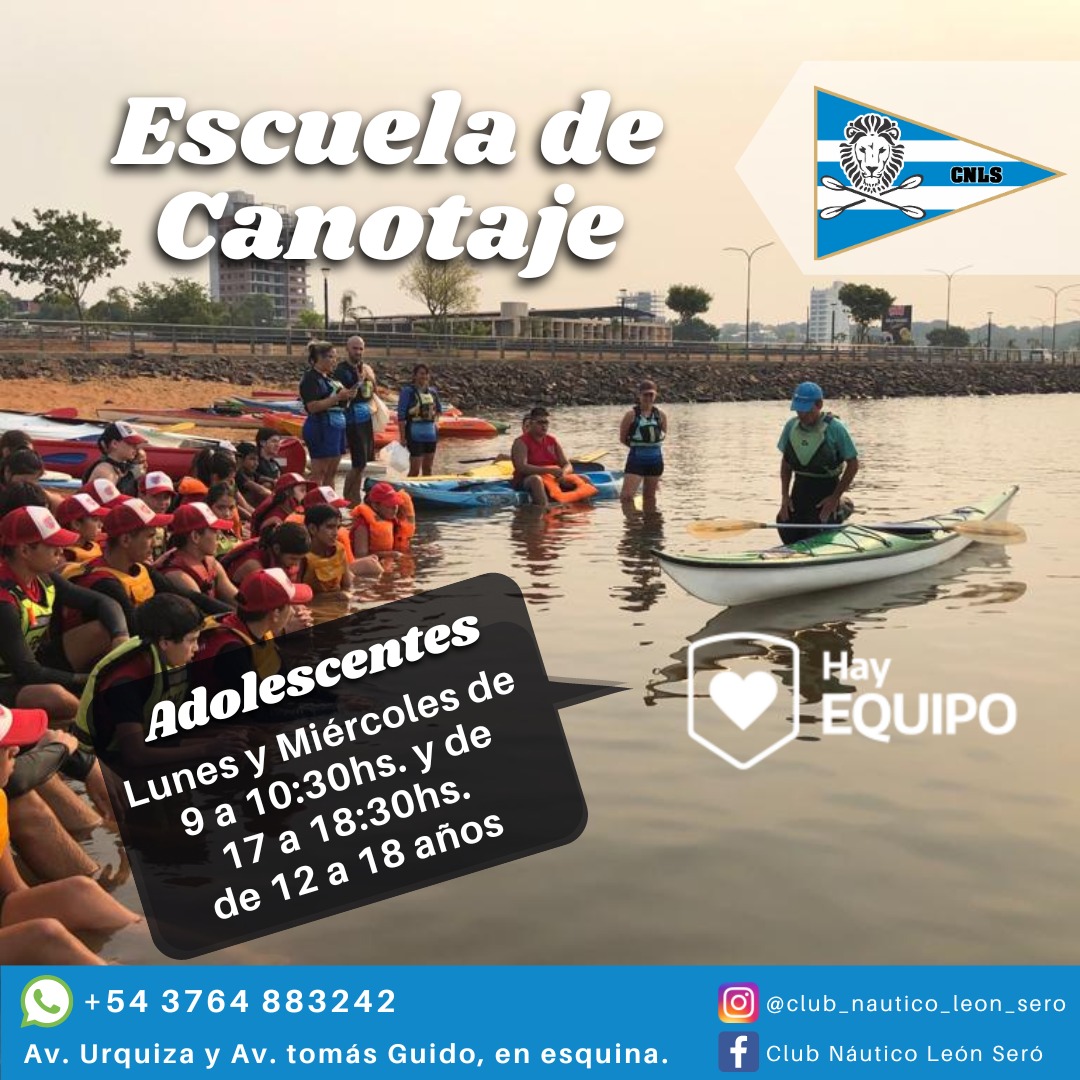 Escuela de
Canotaje
CNLS
Adolescentes
Lunes y Miércoles de
9 a 10:30hs. y de
17 a 18:30hs.
de 12 a 18 años
Hay
EQUIPO
+54 3764 883242
Av. Urquiza y Av. tomás Guido, en esquina.
@club_nautico_leon_sero
Club Náutico León Seró